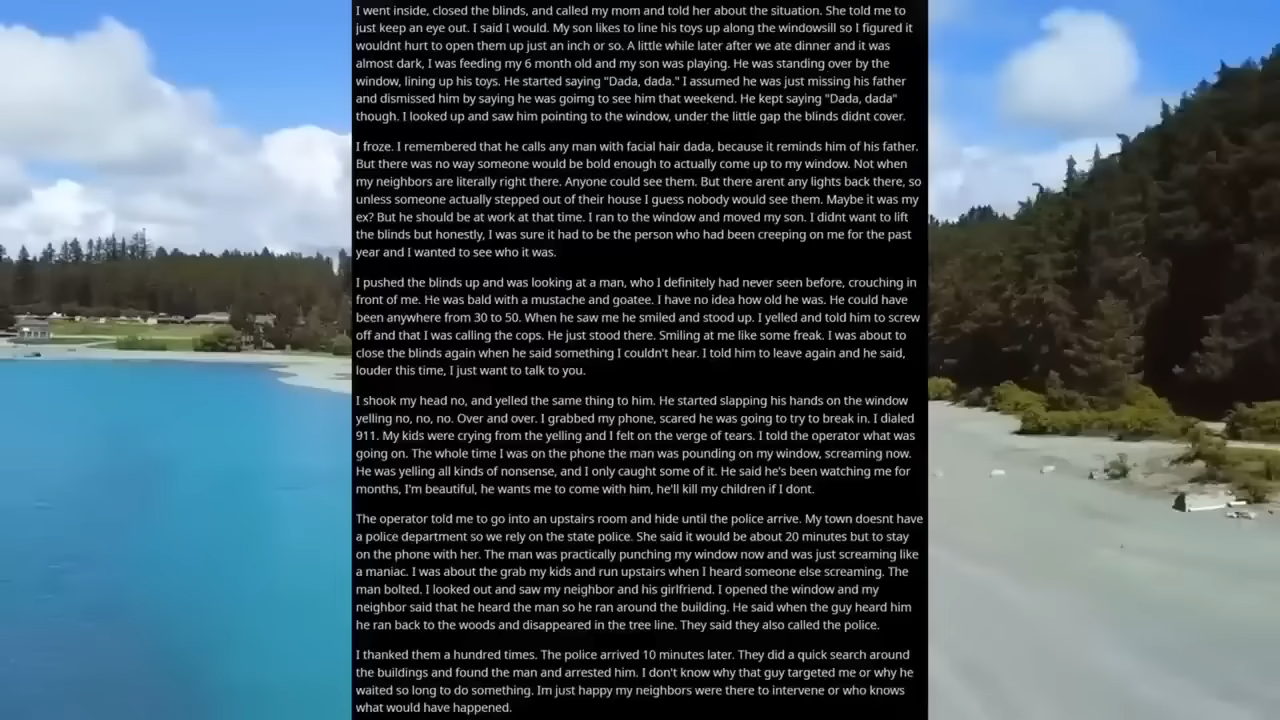 I went inside, closed the blinds, and called my mom and told her about the situation. She told me to
just keep an eye out. I said I would. My son likes to line his toys up along the windowsill so I figured it
wouldnt hurt to open them up just an inch or so. A little while later after we ate dinner and it was
almost dark, I was feeding my 6 month old and my son was playing. He was standing over by the
window, lining up his toys. He started saying "Dada, dada." I assumed he was just missing his father
and dismissed him by saying he was goimg to see him that weekend. He kept saying "Dada, dada"
though. I looked up and saw him pointing to the window, under the little gap the blinds didnt cover.
I froze. I remembered that he calls any man with facial hair dada, because it reminds him of his father.
But there was no way someone would be bold enough to actually come up to my window. Not when
my neighbors are literally right there. Anyone could see them. But there arent any lights back there, so
unless someone actually stepped out of their house I guess nobody would see them. Maybe it was my
ex? But he should be at work at that time. I ran to the window and moved my son. I didnt want to lift
the blinds but honestly, I was sure it had to be the person who had been creeping on me for the past
year and I wanted to see who it was.
I pushed the blinds up and was looking at a man, who I definitely had never seen before, crouching in
front of me. He was bald with a mustache and goatee. I have no idea how old he was. He could have
been anywhere from 30 to 50. When he saw me he smiled and stood up. I yelled and told him to screw
off and that I was calling the cops. He just stood there. Smiling at me like some freak. I was about to
close the blinds again when he said something I couldn't hear. I told him to leave again and he said,
louder this time, I just want to talk to you.
I shook my head no, and yelled the same thing to him. He started slapping his hands on the window
yelling no, no, no. Over and over. I grabbed my phone, scared he was going to try to break in. I dialed
911. My kids were crying from the yelling and I felt on the verge of tears. I told the operator what was
going on. The whole time I was on the phone the man was pounding on my window, screaming now.
He was yelling all kinds of nonsense, and I only caught some of it. He said he's been watching me for
months, I'm beautiful, he wants me to come with him, he'll kill my children if I dont.
The operator told me to go into an upstairs room and hide until the police arrive. My town doesnt have
a police department so we rely on the state police. She said it would be about 20 minutes but to stay
on the phone with her. The man was practically punching my window now and was just screaming like
a maniac. I was about the grab my kids and run upstairs when I heard someone else screaming. The
man bolted. I looked out and saw my neighbor and his girlfriend. I opened the window and my
neighbor said that he heard the man so he ran around the building. He said when the guy heard him
he ran back to the woods and disappeared in the tree line. They said they also called the police.
I thanked them a hundred times. The police arrived 10 minutes later. They did a quick search around
the buildings and found the man and arrested him. I don't know why that guy targeted me or why he
waited so long to do something. Im just happy my neighbors were there to intervene or who knows
what would have happened.